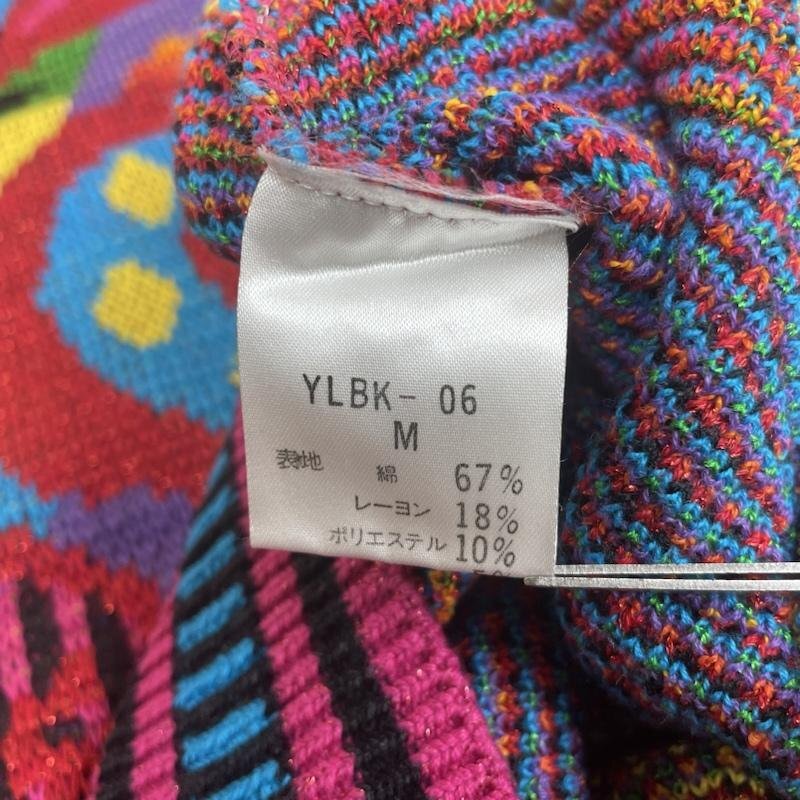 YLBK- 06
M
表地 綿 67%
レーヨン 18%
ポリエステル 10%